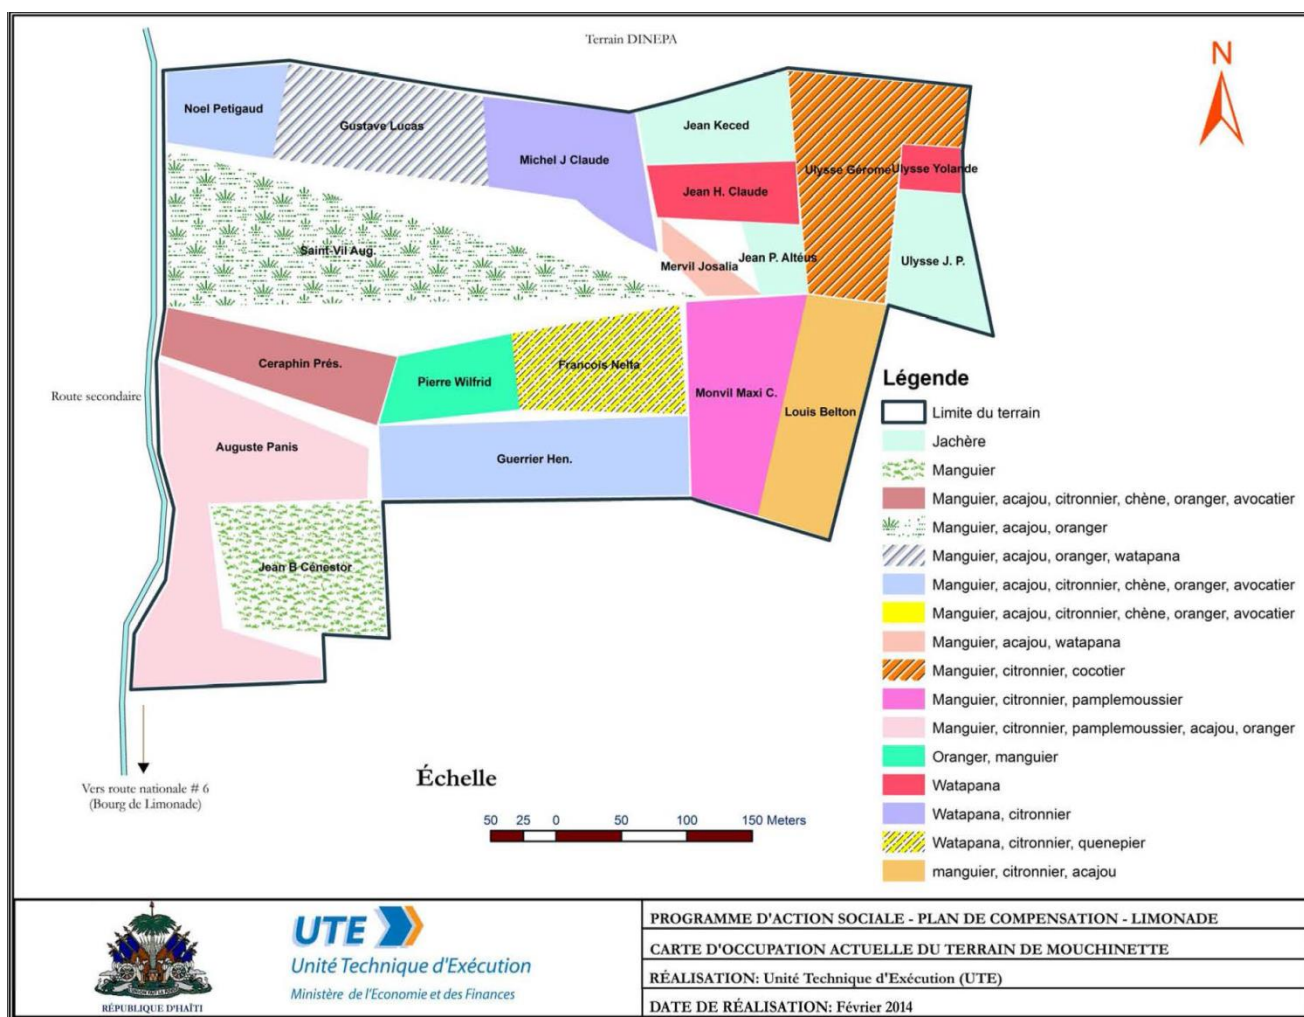 Terrain DINEPA
N
Noel Petigaud
Gustave Lucas
Michel J Claude
Jean Keced
Ulysse Gérome
Ulysse Yolande
Jean H. Claude
Saint-Vil Aug.
Mervil Josalia
Jean P. Altéus
Ulysse J. P.
Ceraphin Prés.
Pierre Wilfrid
Francois Nelta
Monvil Maxi C.
Louis Belton
Route secondaire
Auguste Panis
Guerrier Hen.
Jean B Cénestor
Vers route nationale # 6
(Bourg de Limonade)
Légende
Limite du terrain
Jachère
Manguier
Manguier, acajou, citronnier, chène, oranger, avocatier
Manguier, acajou, oranger
Manguier, acajou, oranger, watapana
Manguier, acajou, citronnier, chène, oranger, avocatier
Manguier, acajou, citronnier, chène, oranger, avocatier
Manguier, acajou, watapana
Manguier, citronnier, cocotier
Manguier, citronnier, pamplemoussier
Manguier, citronnier, pamplemoussier, acajou, oranger
Oranger, manguier
Watapana
Watapana, citronnier
Watapana, citronnier, quenepier
manguier, citronnier, acajou
Échelle
50 25 0 50 100 150 Meters
RÉPUBLIQUE D'HAÏTI
UTE
Unité Technique d'Exécution
Ministère de l'Economie et des Finances
PROGRAMME D'ACTION SOCIALE - PLAN DE COMPENSATION - LIMONADE
CARTE D'OCCUPATION ACTUELLE DU TERRAIN DE MOUCHINETTE
RÉALISATION: Unité Technique d'Exécution (UTE)
DATE DE RÉALISATION: Février 2014